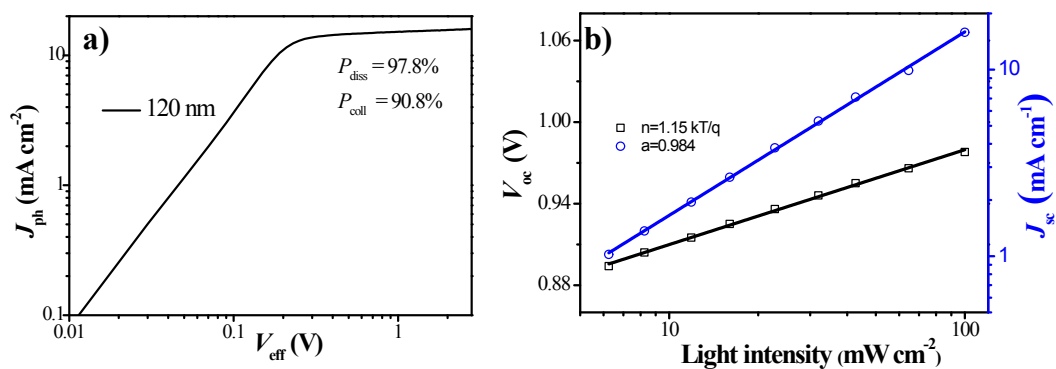 a)
10
1
0.1
J_ph (mA cm-2)
120 nm
P_diss = 97.8%
P_coll = 90.8%
0.01
0.1
1
V_eff (V)
b)
1.06
1.00
0.94
0.88
V_oc (V)
n=1.15 kT/q
a=0.984
10
100
Light intensity (mW cm-2)
10
1
J_sc (mA cm-1)